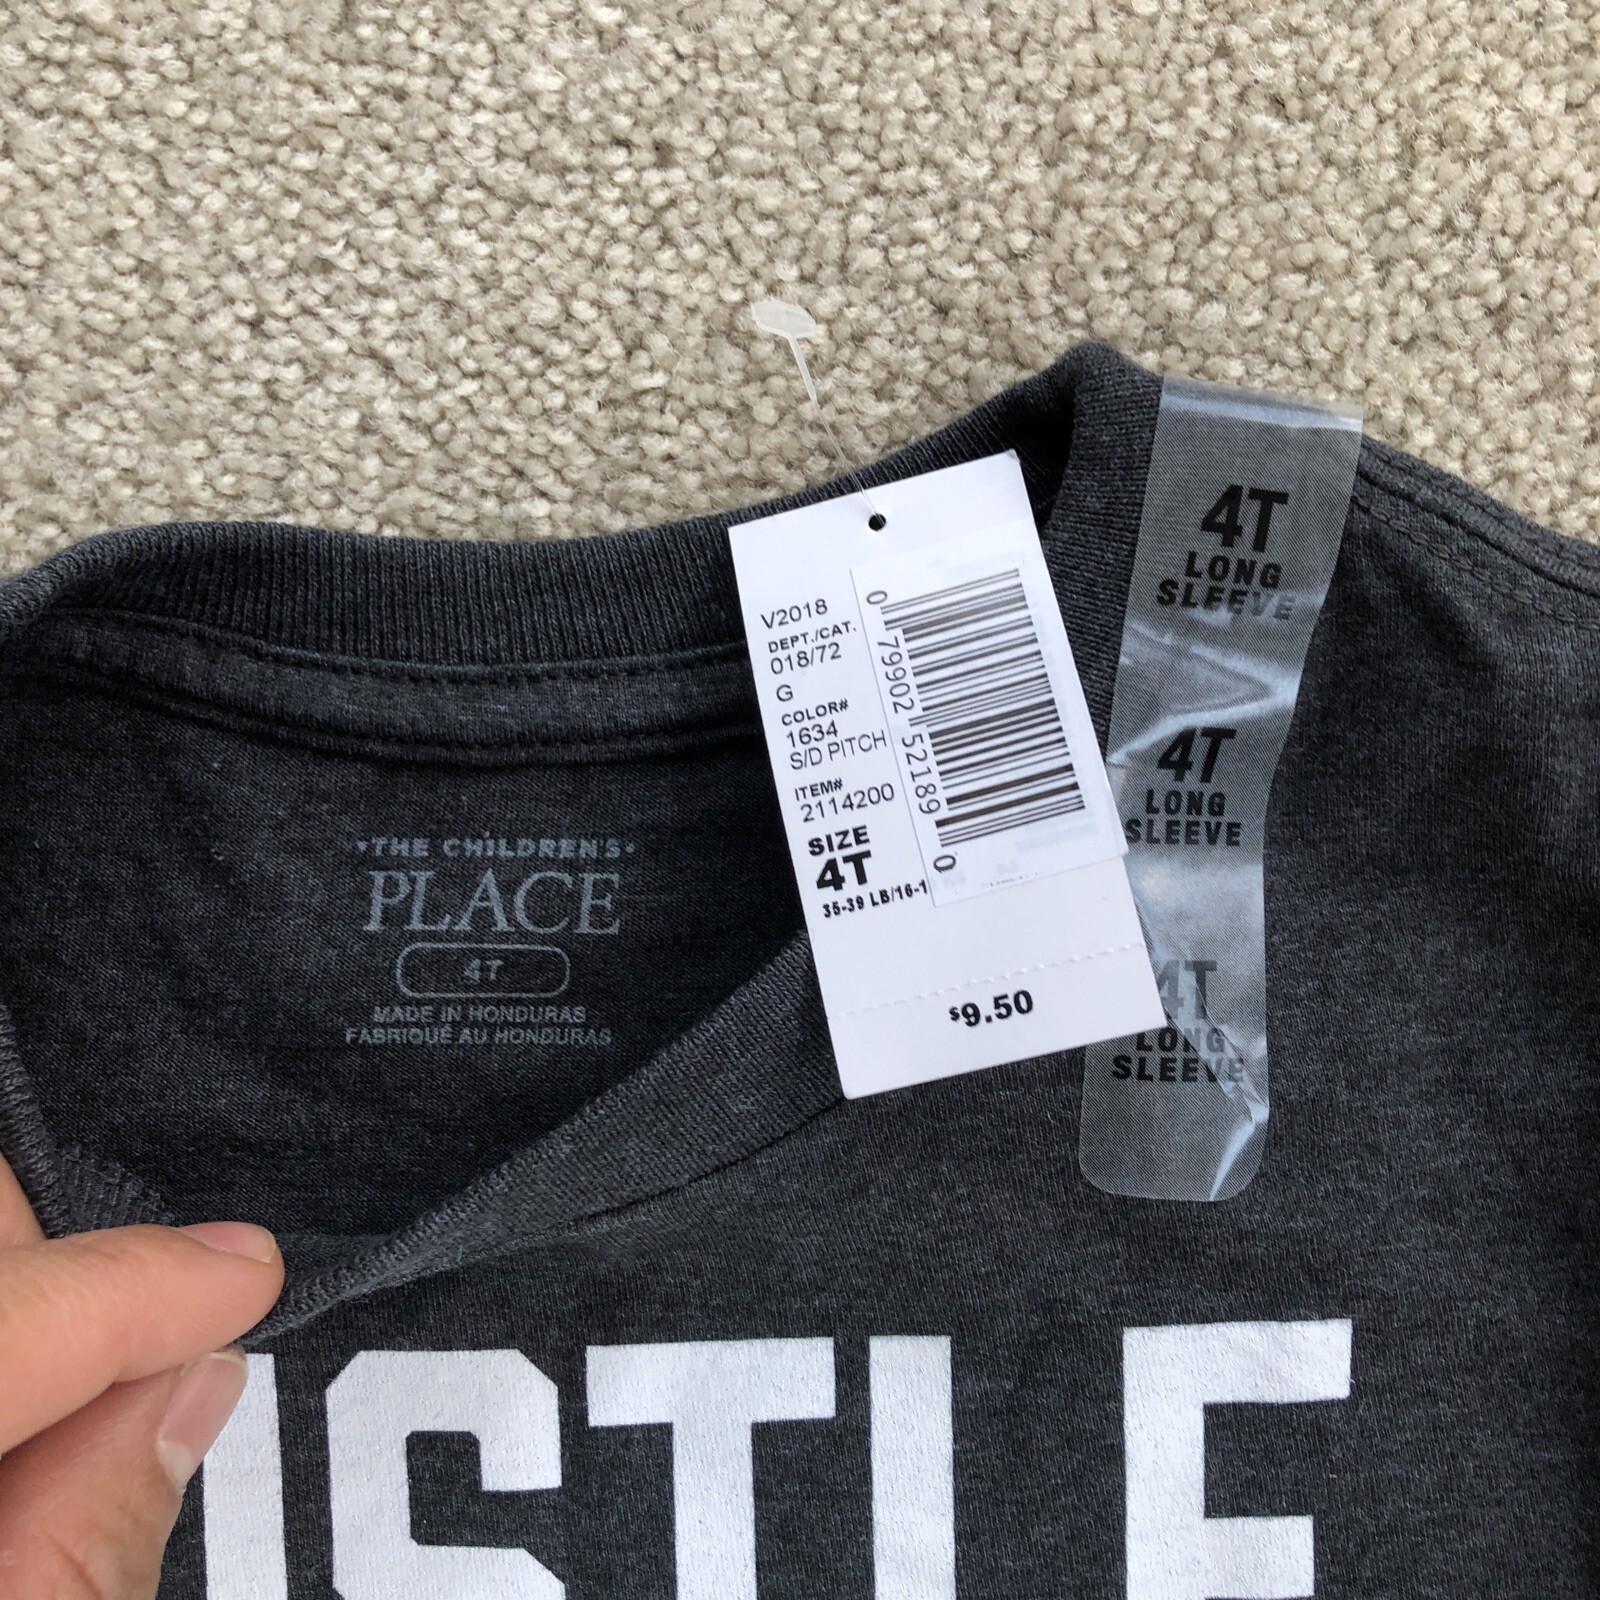 THE CHILDREN'S
PLACE
4T
MADE IN HONDURAS
FABRIQUÉ AU HONDURAS
V2018
DEPT./CAT.
018/72
G
COLOR#
1634
S/D PITCH
ITEM#
2114200
SIZE
4T
35-39 LB/16-1
0 79902 52189 0
$9.50
4T
LONG
SLEEVE
4T
LONG
SLEEVE
4T
LONG
SLEEVE
USTLE